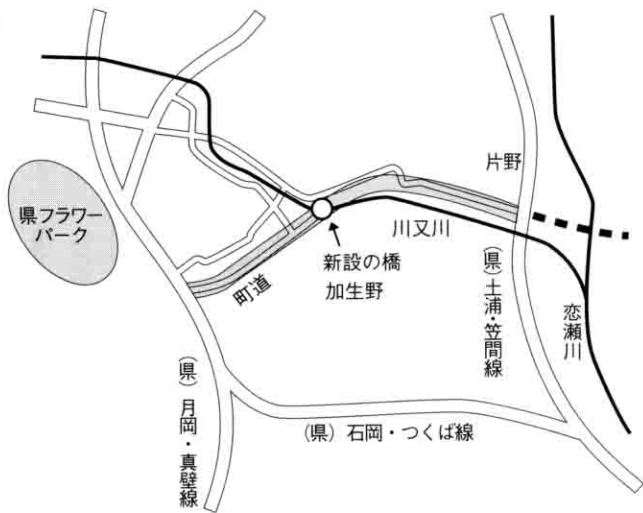 県フラワー
パーク
町道
新設の橋
加生野
川又川
片野
(県)土浦・笠間線
恋瀬川
(県)月岡・真壁線
(県)石岡・つくば線